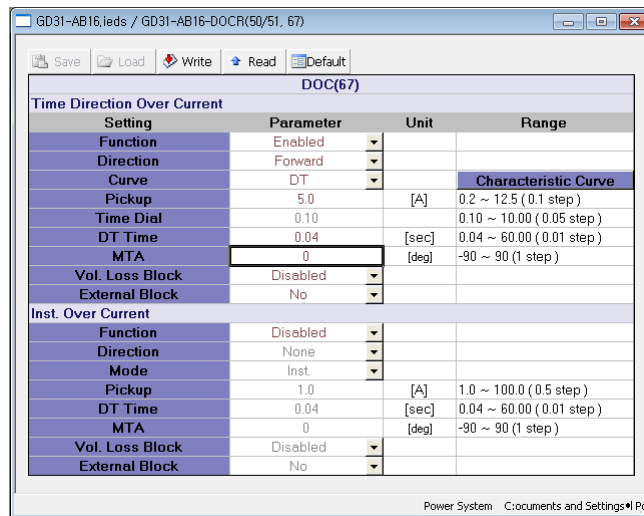 GD31-AB16,ieds / GD31-AB16-DOCR(50/51, 67)
Save Load Write Read Default
DOC(67)
Time Direction Over Current
Setting Parameter Unit Range
Function Enabled
Direction Forward
Curve DT Characteristic Curve
Pickup 5.0 [A] 0.2 ~ 12.5 ( 0.1 step )
Time Dial 0.10 0.10 ~ 10.00 ( 0.05 step )
DT Time 0.04 [sec] 0.04 ~ 60.00 ( 0.01 step )
MTA 0 [deg] -90 ~ 90 (1 step )
Vol. Loss Block Disabled
External Block No
Inst. Over Current
Function Disabled
Direction None
Mode Inst.
Pickup 1.0 [A] 1.0 ~ 100.0 ( 0.5 step )
DT Time 0.04 [sec] 0.04 ~ 60.00 ( 0.01 step )
MTA 0 [deg] -90 ~ 90 (1 step )
Vol. Loss Block Disabled
External Block No
Power System C:ocuments and Settings